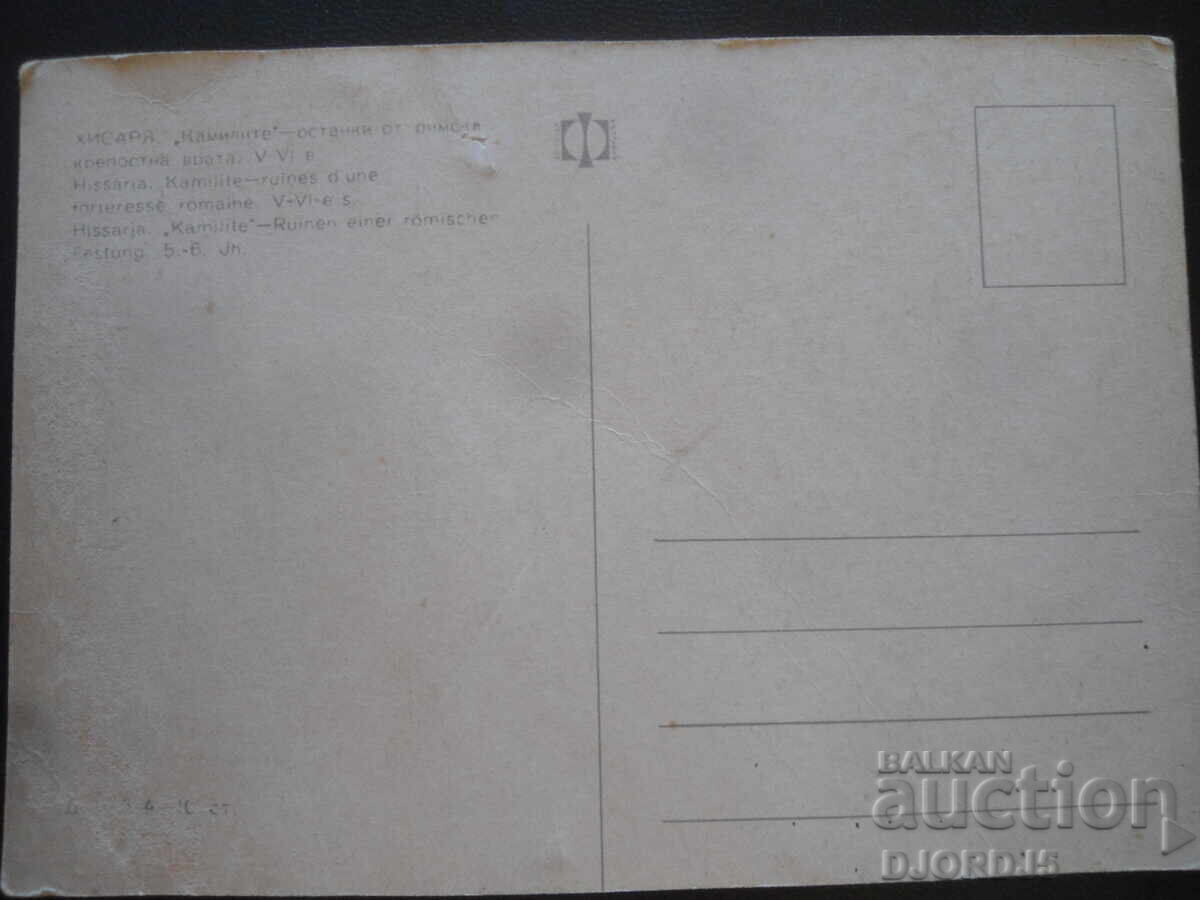 ХИСАРЯ. „Камилите"—останки от римска
крепостна врата. V-VI в.
Hissaria. Kamilite—ruines d'une
forteresse romaine. V-VI-e s.
Hissarja. „Kamilite"—Ruinen einer römischen
Festung. 5.-6. Jh.
BALKAN
auction
DJORDJ5